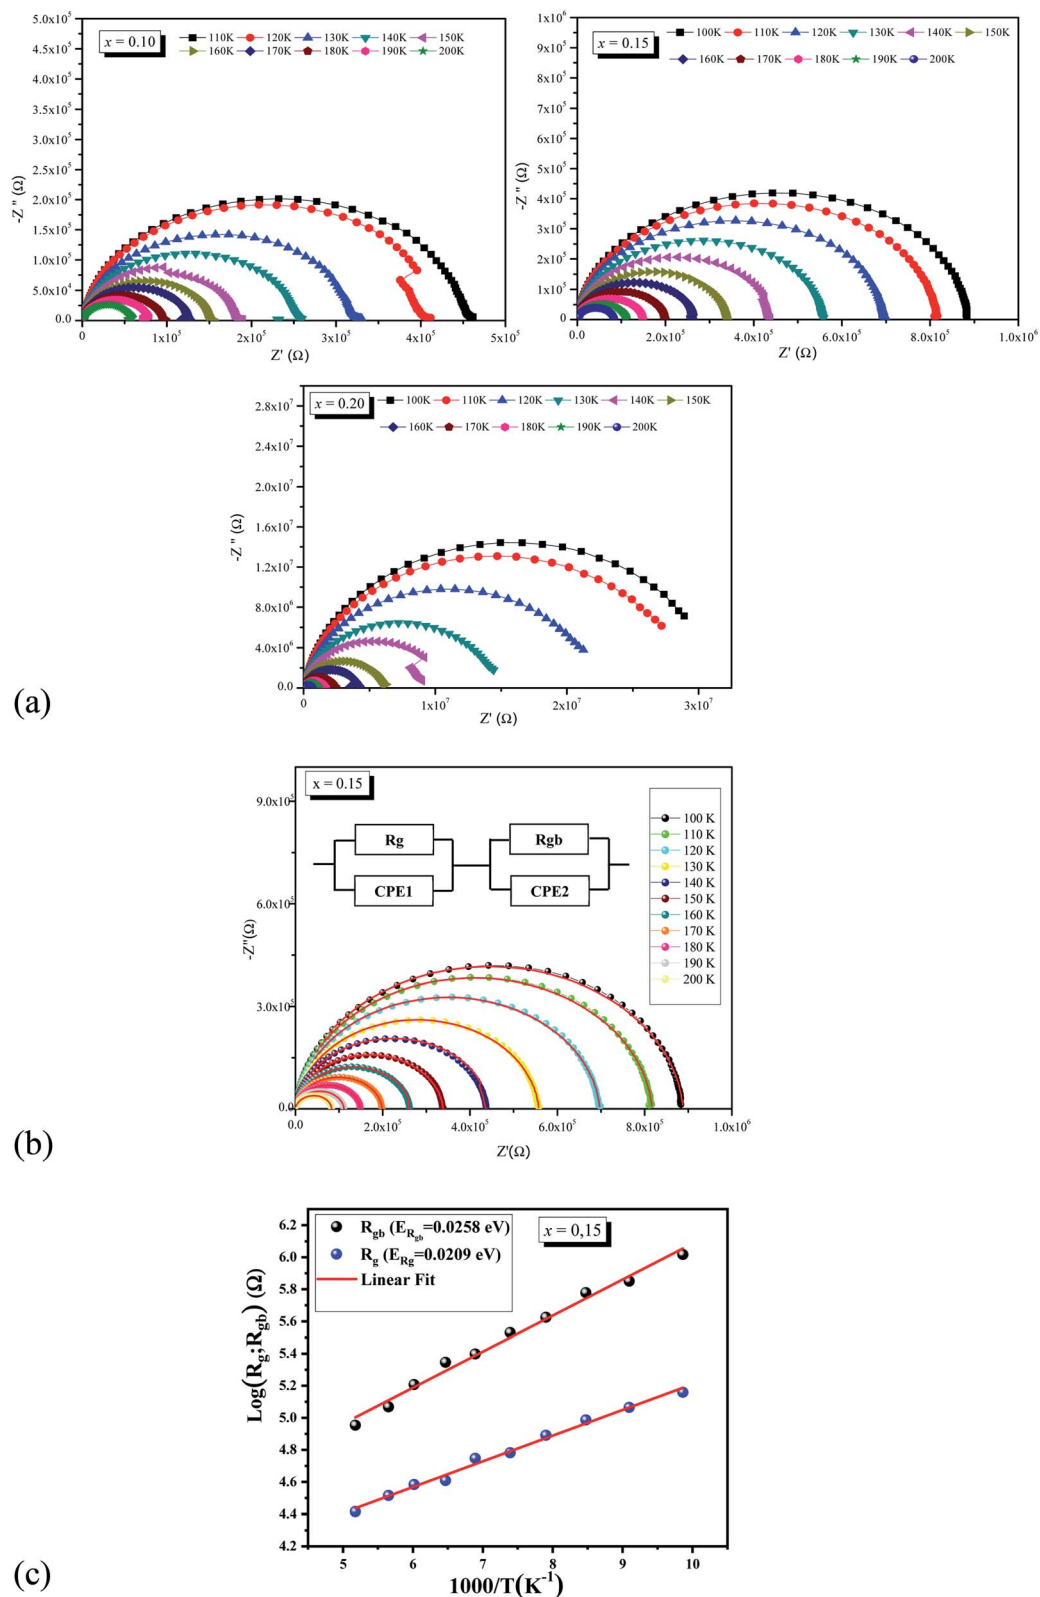 x = 0.10
110K 120K 130K 140K 150K
160K 170K 180K 190K 200K
5.0x10⁵
4.5x10⁵
4.0x10⁵
3.5x10⁵
3.0x10⁵
2.5x10⁵
2.0x10⁵
1.5x10⁵
1.0x10⁵
5.0x10⁴
0.0
-Z'' (Ω)
0 1x10⁵ 2x10⁵ 3x10⁵ 4x10⁵ 5x10⁵
Z' (Ω)
x = 0.15
100K 110K 120K 130K 140K 150K
160K 170K 180K 190K 200K
1x10⁶
9x10⁵
8x10⁵
7x10⁵
6x10⁵
5x10⁵
4x10⁵
3x10⁵
2x10⁵
1x10⁵
0.0
-Z'' (Ω)
0.0 2.0x10⁵ 4.0x10⁵ 6.0x10⁵ 8.0x10⁵ 1.0x10⁶
Z' (Ω)
x = 0.20
100K 110K 120K 130K 140K 150K
160K 170K 180K 190K 200K
2.8x10⁷
2.4x10⁷
2.0x10⁷
1.6x10⁷
1.2x10⁷
8.0x10⁶
4.0x10⁶
0.0
-Z'' (Ω)
0 1x10⁷ 2x10⁷ 3x10⁷
Z' (Ω)
(a)
x = 0.15
9.0x10⁵
6.0x10⁵
3.0x10⁵
0.0
-Z''(Ω)
Rg
CPE1
Rgb
CPE2
100 K
110 K
120 K
130 K
140 K
150 K
160 K
170 K
180 K
190 K
200 K
0.0 2.0x10⁵ 4.0x10⁵ 6.0x10⁵ 8.0x10⁵ 1.0x10⁶
Z'(Ω)
(b)
R_gb (E_Rgb=0.0258 eV)
R_g (E_Rg=0.0209 eV)
Linear Fit
x = 0,15
6.2
6.0
5.8
5.6
5.4
5.2
5.0
4.8
4.6
4.4
4.2
Log(R_g;R_gb) (Ω)
5 6 7 8 9 10
1000/T(K⁻¹)
(c)